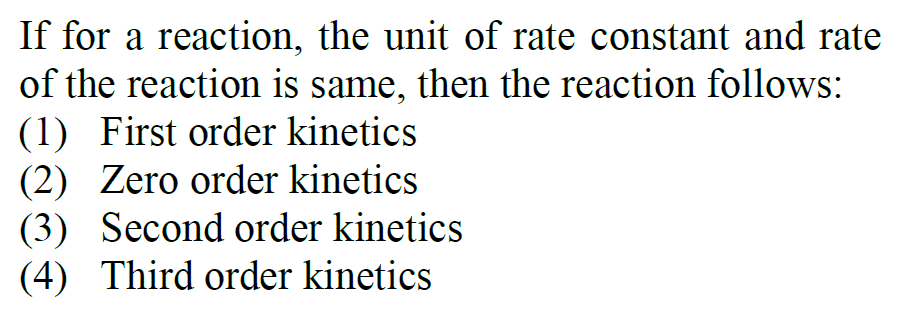 If for a reaction, the unit of rate constant and rate
of the reaction is same, then the reaction follows:
(1) First order kinetics
(2) Zero order kinetics
(3) Second order kinetics
(4) Third order kinetics